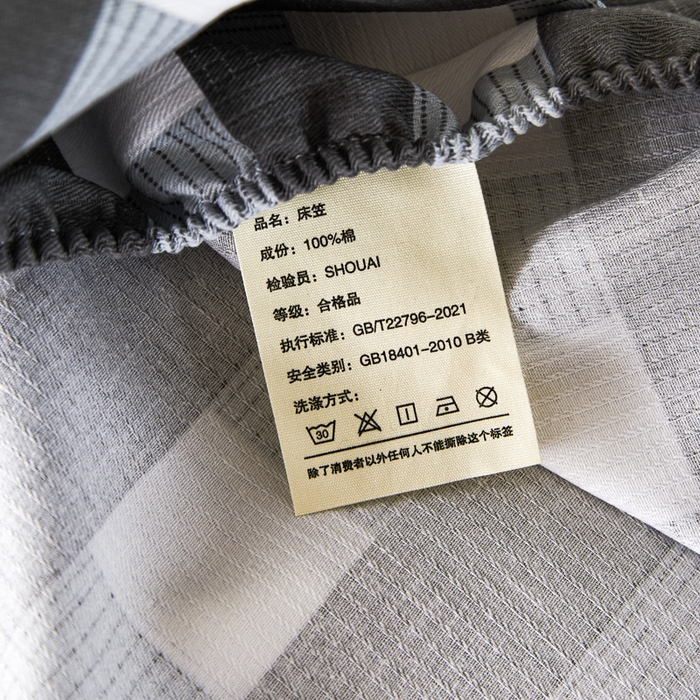 品名：床笠
成份：100%棉
检验员：SHOUAI
等级：合格品
执行标准：GB/T22796-2021
安全类别：GB18401-2010 B类
洗涤方式：
30
除了消费者以外任何人不能撕除这个标签